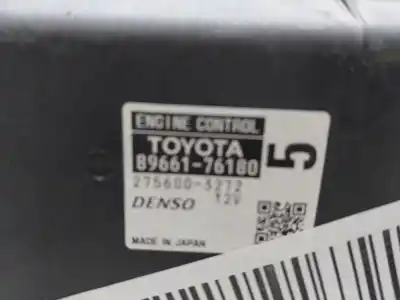 ENGINE CONTROL
TOYOTA
89661-76180
5
275600-3272
DENSO 12V
MADE IN JAPAN